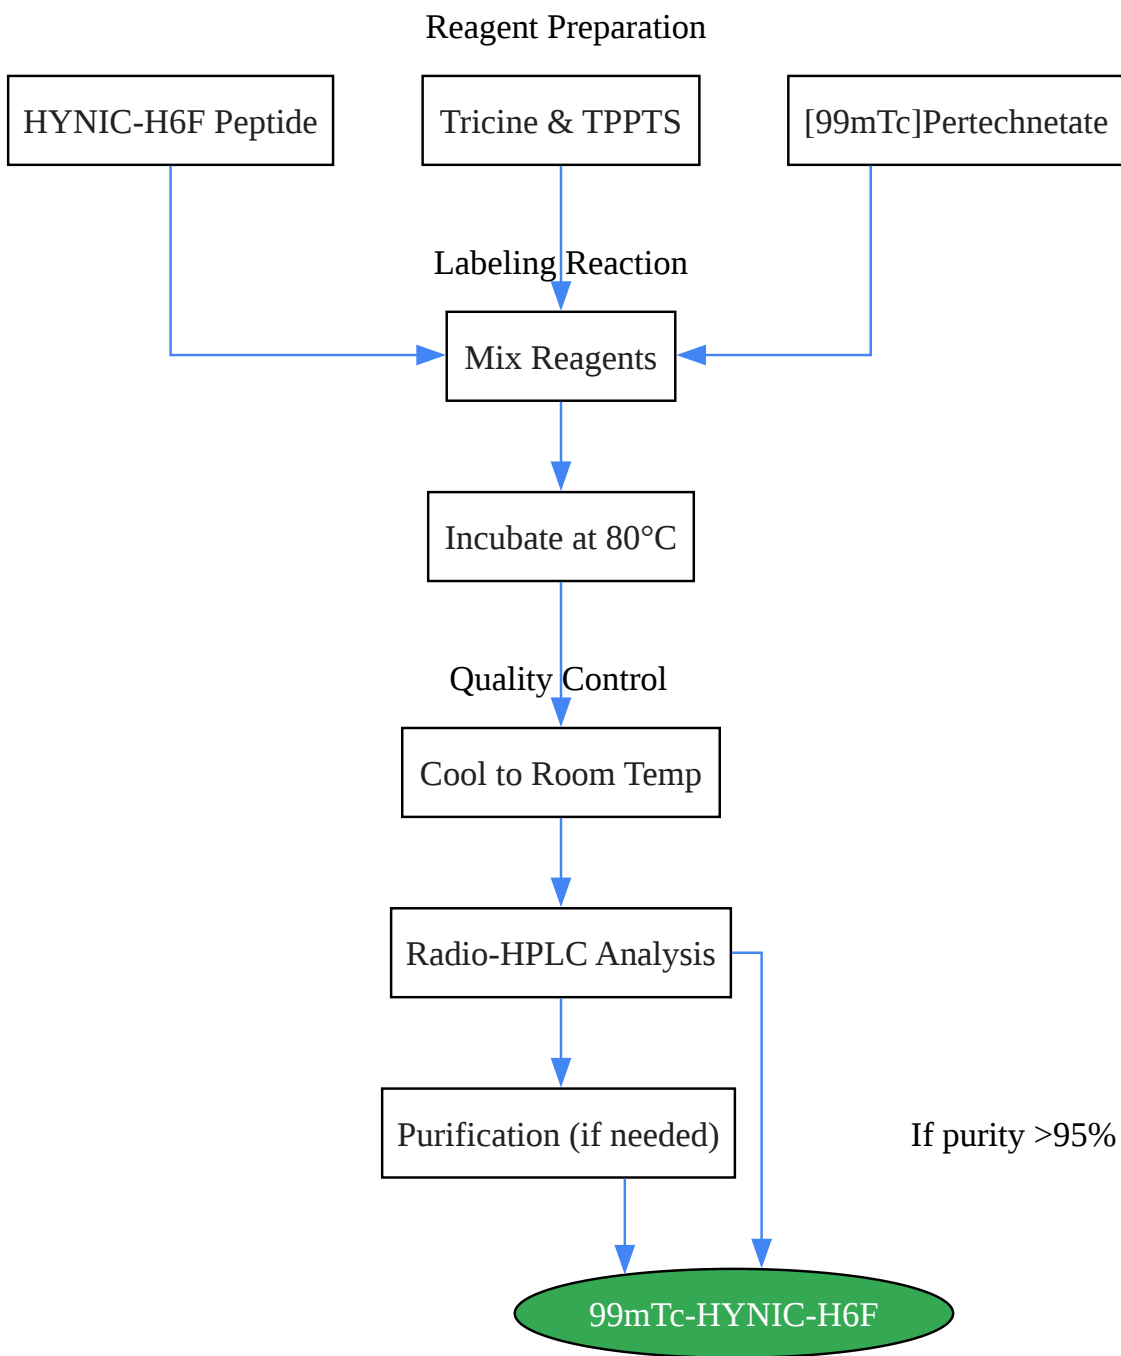 Reagent Preparation
HYNIC-H6F Peptide
Tricine & TPPTS
[99mTc]Pertechnetate
Labeling Reaction
Mix Reagents
Incubate at 80°C
Quality Control
Cool to Room Temp
Radio-HPLC Analysis
Purification (if needed)
If purity >95%
99mTc-HYNIC-H6F